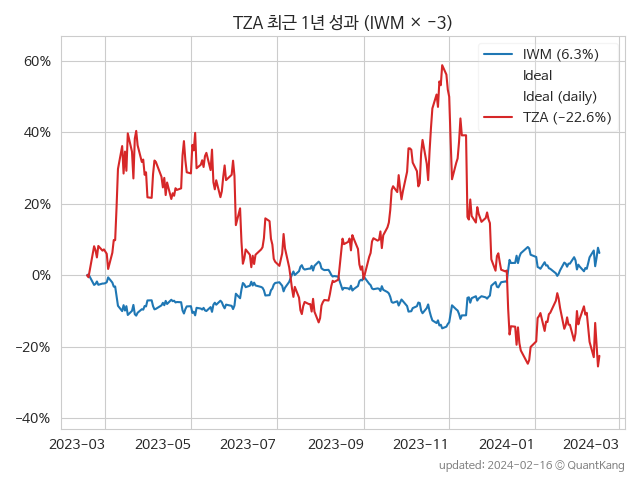 TZA 최근 1년 성과 (IWM × -3)
60%
40%
20%
0%
-20%
-40%
IWM (6.3%)
Ideal
Ideal (daily)
TZA (-22.6%)
2023-03 2023-05 2023-07 2023-09 2023-11 2024-01 2024-03
updated: 2024-02-16 © QuantKang